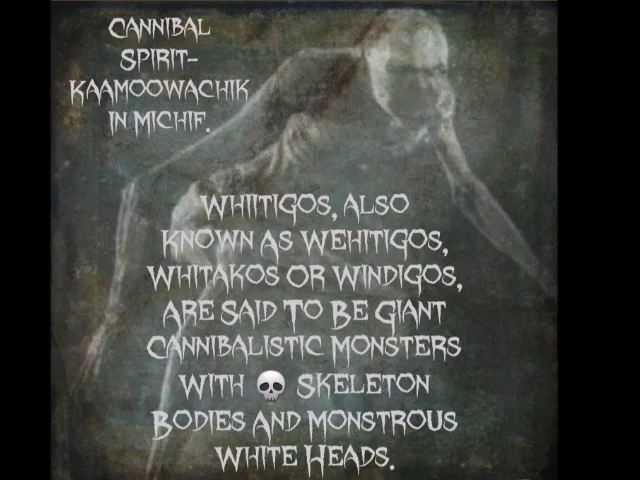 Cannibal
Spirit-
Kaamoowachik
in Michif.
Whiitigos, also
Known As Wehitigos,
Whitakos or Windigos,
Are Said To Be Giant
Cannibalistic Monsters
with 💀 Skeleton
Bodies And monstrous
White Heads.